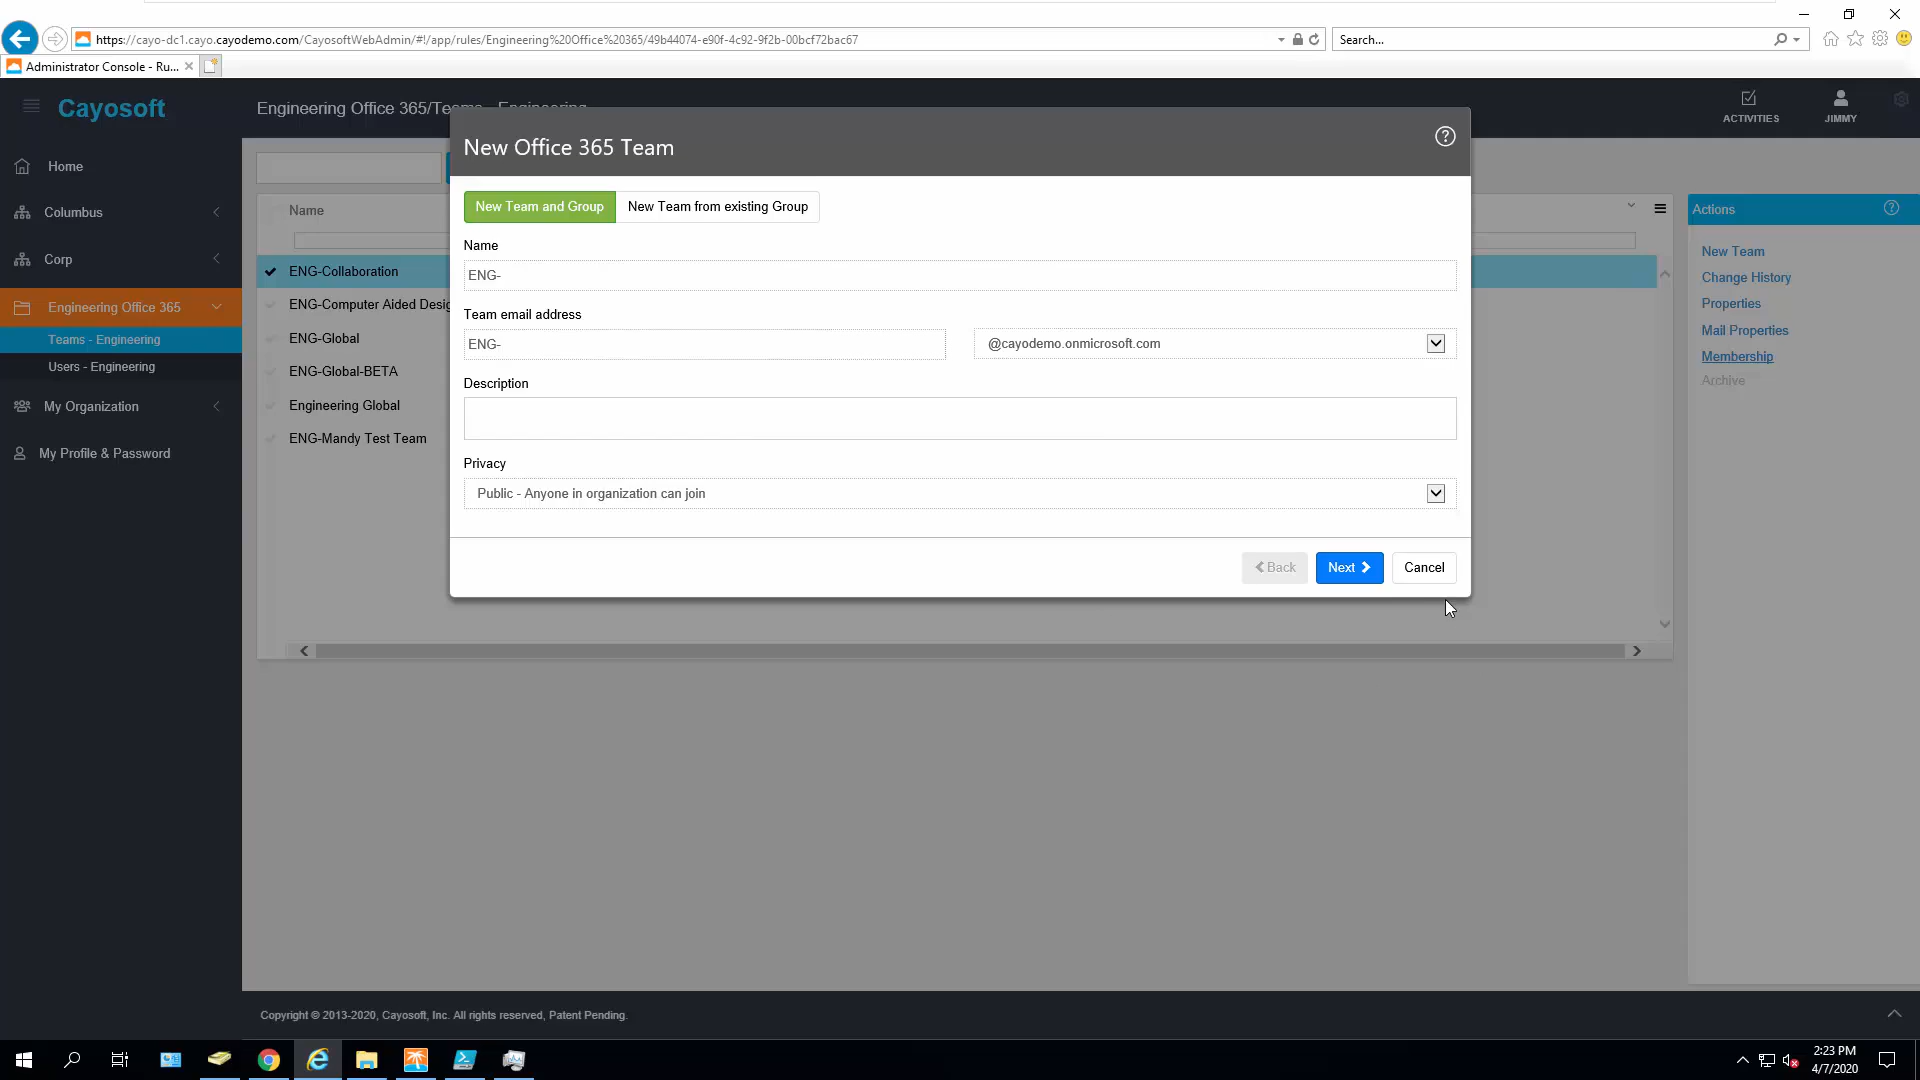 https://cayo-dc1.cayo.cayodemo.com/CayosoftWebAdmin/#!/app/rules/Engineering%20Office%20365/49b44074-e90f-4c92-9f2b-00bcf72bac67
Search...
Administrator Console - Ru...
Cayosoft
Engineering Office 365/Teams - Engineering
ACTIVITIES
JIMMY
New Office 365 Team
Home
Columbus
Corp
Engineering Office 365
Teams - Engineering
Users - Engineering
My Organization
My Profile & Password
Name
ENG-Collaboration
ENG-Computer Aided Desig
ENG-Global
ENG-Global-BETA
Engineering Global
ENG-Mandy Test Team
New Team and Group
New Team from existing Group
Name
ENG-
Team email address
ENG-
@cayodemo.onmicrosoft.com
Description
Privacy
Public - Anyone in organization can join
Back
Next
Cancel
Actions
New Team
Change History
Properties
Mail Properties
Membership
Archive
Copyright © 2013-2020, Cayosoft, Inc. All rights reserved, Patent Pending.
2:23 PM
4/7/2020